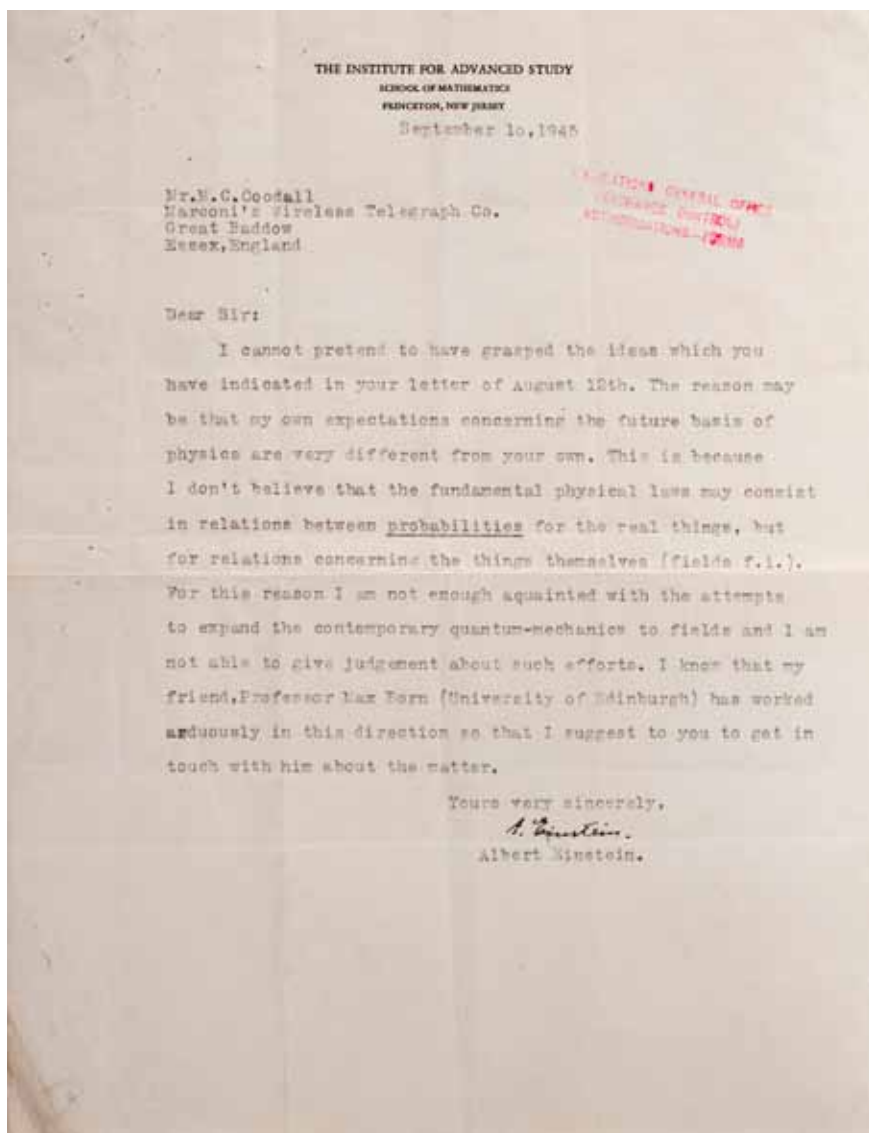 THE INSTITUTE FOR ADVANCED STUDY
SCHOOL OF MATHEMATICS
PRINCETON, NEW JERSEY
September 10,1945
GENERAL OFFICE
Mr.M.C.Goodall
Marconi's Wireless Telegraph Co.
Great Baddow
Essex,England
Dear Sir:
I cannot pretend to have grasped the ideas which you
have indicated in your letter of August 12th. The reason may
be that my own expectations concerning the future basis of
physics are very different from your own. This is because
I don't believe that the fundamental physical laws may consist
in relations between probabilities for the real things, but
for relations concerning the things themselves (fields f.i.).
For this reason I am not enough aquainted with the attempts
to expand the contemporary quantum-mechanics to fields and I am
not able to give judgement about such efforts. I know that my
friend,Professor Max Born (University of Edinburgh) has worked
arduously in this direction so that I suggest to you to get in
touch with him about the matter.
Yours very sincerely,
A. Einstein.
Albert Einstein.